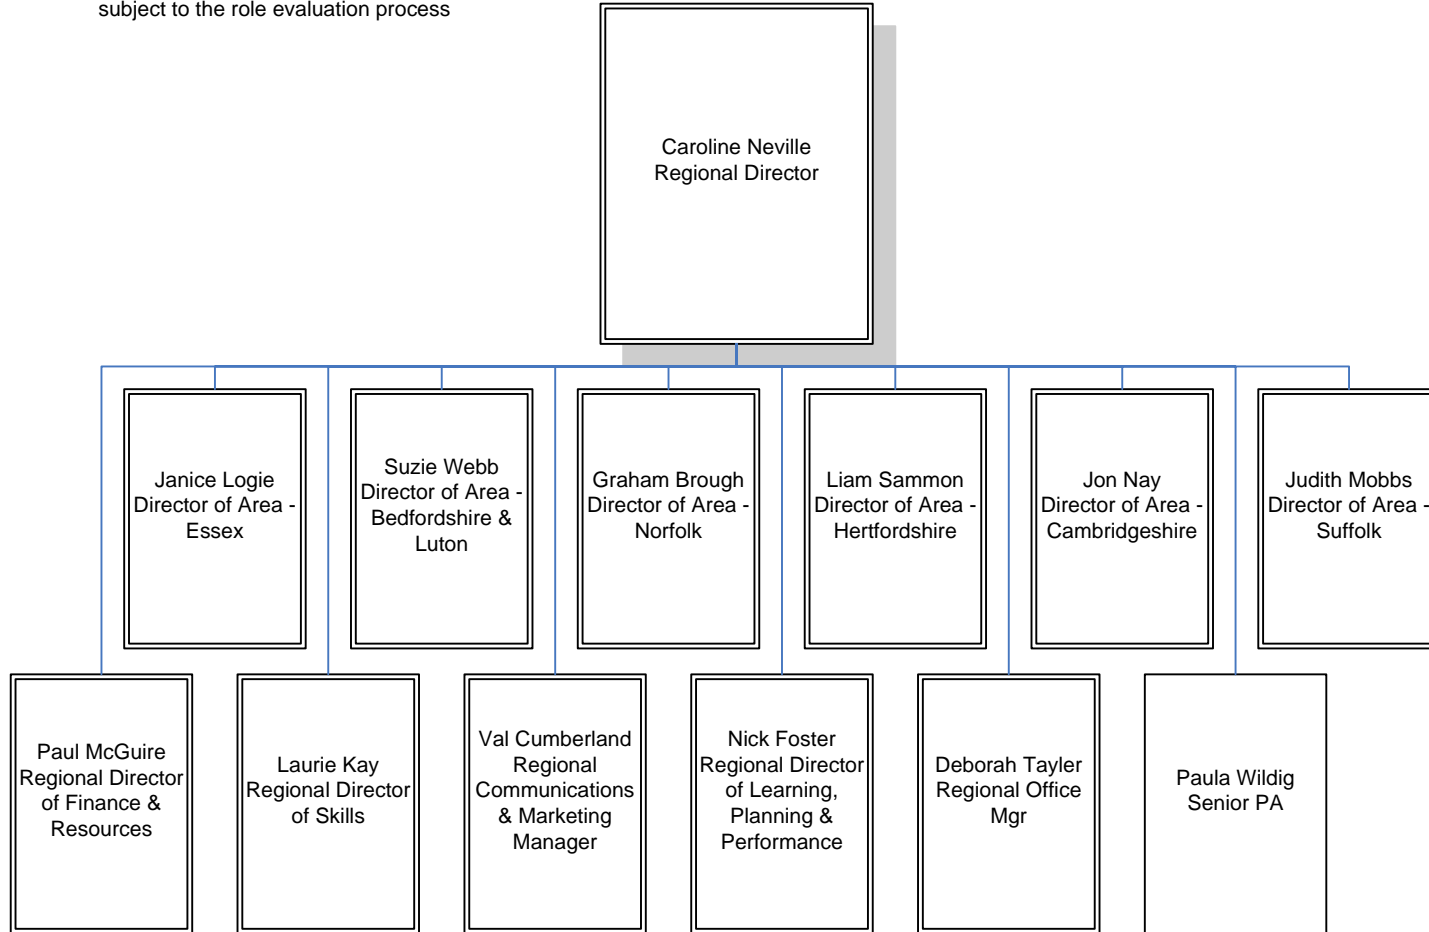 subject to the role evaluation process
Caroline Neville
Regional Director
Janice Logie
Director of Area -
Essex
Suzie Webb
Director of Area -
Bedfordshire &
Luton
Graham Brough
Director of Area -
Norfolk
Liam Sammon
Director of Area -
Hertfordshire
Jon Nay
Director of Area -
Cambridgeshire
Judith Mobbs
Director of Area -
Suffolk
Paul McGuire
Regional Director
of Finance &
Resources
Laurie Kay
Regional Director
of Skills
Val Cumberland
Regional
Communications
& Marketing
Manager
Nick Foster
Regional Director
of Learning,
Planning &
Performance
Deborah Tayler
Regional Office
Mgr
Paula Wildig
Senior PA